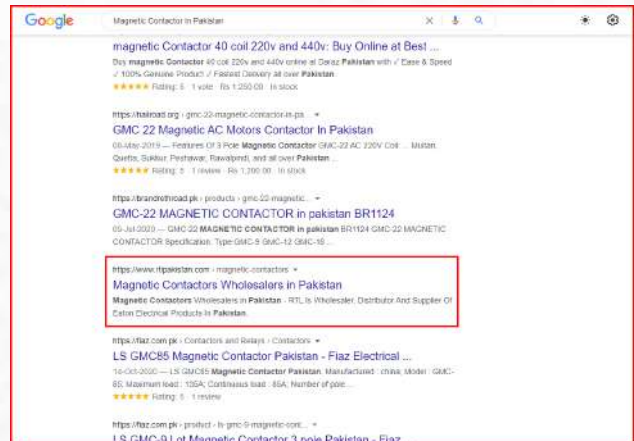 Google
Magnetic Contactor in Pakistan
magnetic Contactor 40 coil 220v and 440v: Buy Online at Best ...
Buy magnetic Contactor 40 coil 220v and 440v online at Daraz Pakistan with ✓ Ease & Speed
✓ 100% Genuine Product ✓ Fastest Delivery all over Pakistan.
★★★★★ Rating: 5 · 1 vote · Rs 1,250.00 · In stock
https://hallroad.org › gmc-22-magnetic-contactor-in-pa...
GMC 22 Magnetic AC Motors Contactor In Pakistan
08-May-2019 — Features Of 3 Pole Magnetic Contactor GMC-22 AC 220V Coil: ... Multan,
Quetta, Sukkur, Peshawar, Rawalpindi, and all over Pakistan ...
★★★★★ Rating: 5 · 1 review · Rs 1,200.00 · In stock
https://brandrethroad.pk › products › gmc-22-magnetic...
GMC-22 MAGNETIC CONTACTOR in pakistan BR1124
05-Jul-2020 — GMC-22 MAGNETIC CONTACTOR in pakistan BR1124 GMC-22 MAGNETIC
CONTACTOR Specification. Type GMC-9 GMC-12 GMC-18 ...
https://www.rtlpakistan.com › magnetic-contactors
Magnetic Contactors Wholesalers in Pakistan
Magnetic Contactors Wholesalers in Pakistan - RTL Is Wholesaler, Distributor And Supplier Of
Eaton Electrical Products In Pakistan.
https://fiaz.com.pk › Contactors and Relays › Contactors
LS GMC85 Magnetic Contactor Pakistan - Fiaz Electrical ...
14-Oct-2020 — LS GMC85 Magnetic Contactor Pakistan. Manufactured : china; Model : GMC-
85; Maximum load : 105A; Continuous load : 85A; Number of pole ...
★★★★★ Rating: 5 · 1 review
https://fiaz.com.pk › product › ls-gmc-9-magnetic-cont...
LS GMC-9 Lot Magnetic Contactor 3 pole Pakistan - Fiaz